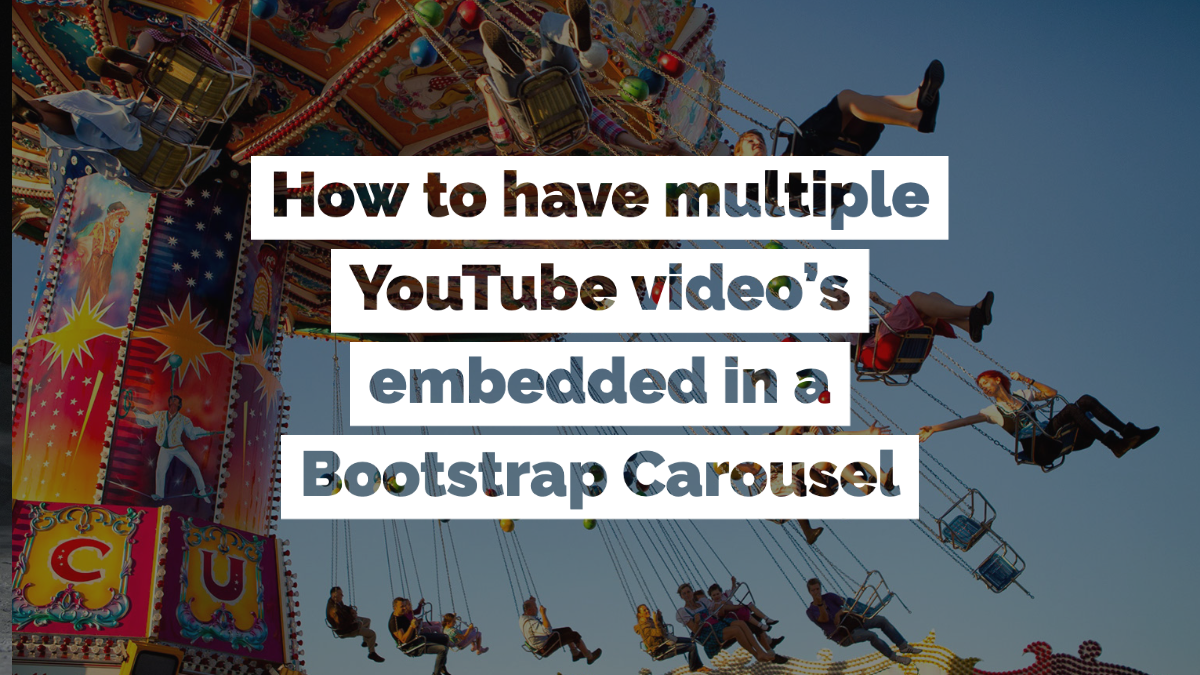 How to have multiple
YouTube video’s
embedded in a
Bootstrap Carousel
C U